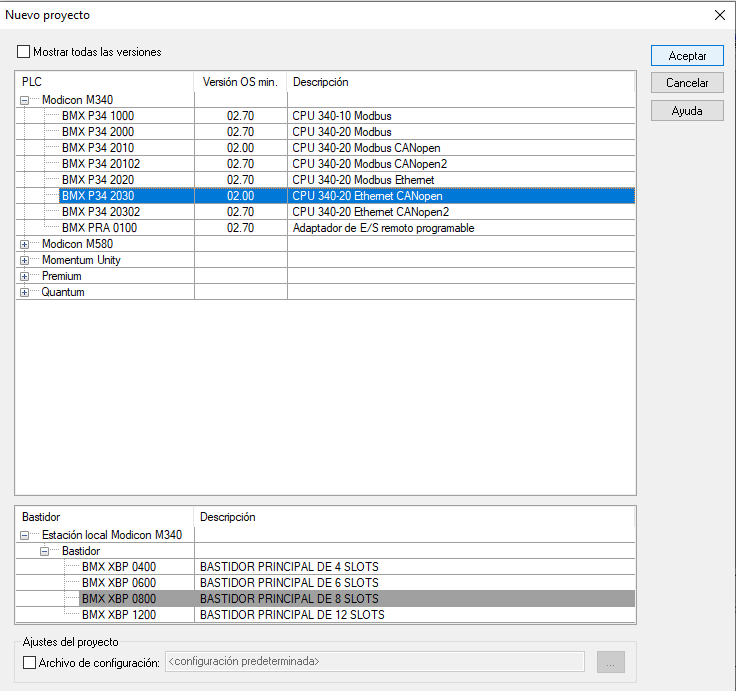 Nuevo proyecto
Mostrar todas las versiones
Aceptar
Cancelar
Ayuda
PLC Versión OS min. Descripción
Modicon M340
BMX P34 1000 02.70 CPU 340-10 Modbus
BMX P34 2000 02.70 CPU 340-20 Modbus
BMX P34 2010 02.00 CPU 340-20 Modbus CANopen
BMX P34 20102 02.70 CPU 340-20 Modbus CANopen2
BMX P34 2020 02.70 CPU 340-20 Modbus Ethernet
BMX P34 2030 02.00 CPU 340-20 Ethernet CANopen
BMX P34 20302 02.70 CPU 340-20 Ethernet CANopen2
BMX PRA 0100 02.70 Adaptador de E/S remoto programable
Modicon M580
Momentum Unity
Premium
Quantum
Bastidor Descripción
Estación local Modicon M340
Bastidor
BMX XBP 0400 BASTIDOR PRINCIPAL DE 4 SLOTS
BMX XBP 0600 BASTIDOR PRINCIPAL DE 6 SLOTS
BMX XBP 0800 BASTIDOR PRINCIPAL DE 8 SLOTS
BMX XBP 1200 BASTIDOR PRINCIPAL DE 12 SLOTS
Ajustes del proyecto
Archivo de configuración: <configuración predeterminada> ...